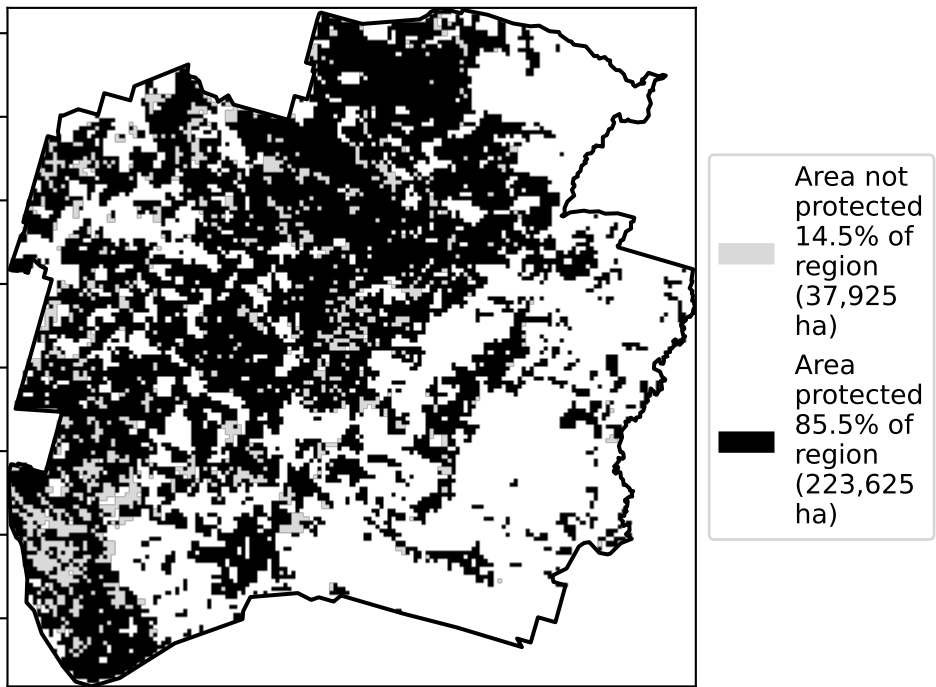 Area not
protected
14.5% of
region
(37,925
ha)
Area
protected
85.5% of
region
(223,625
ha)